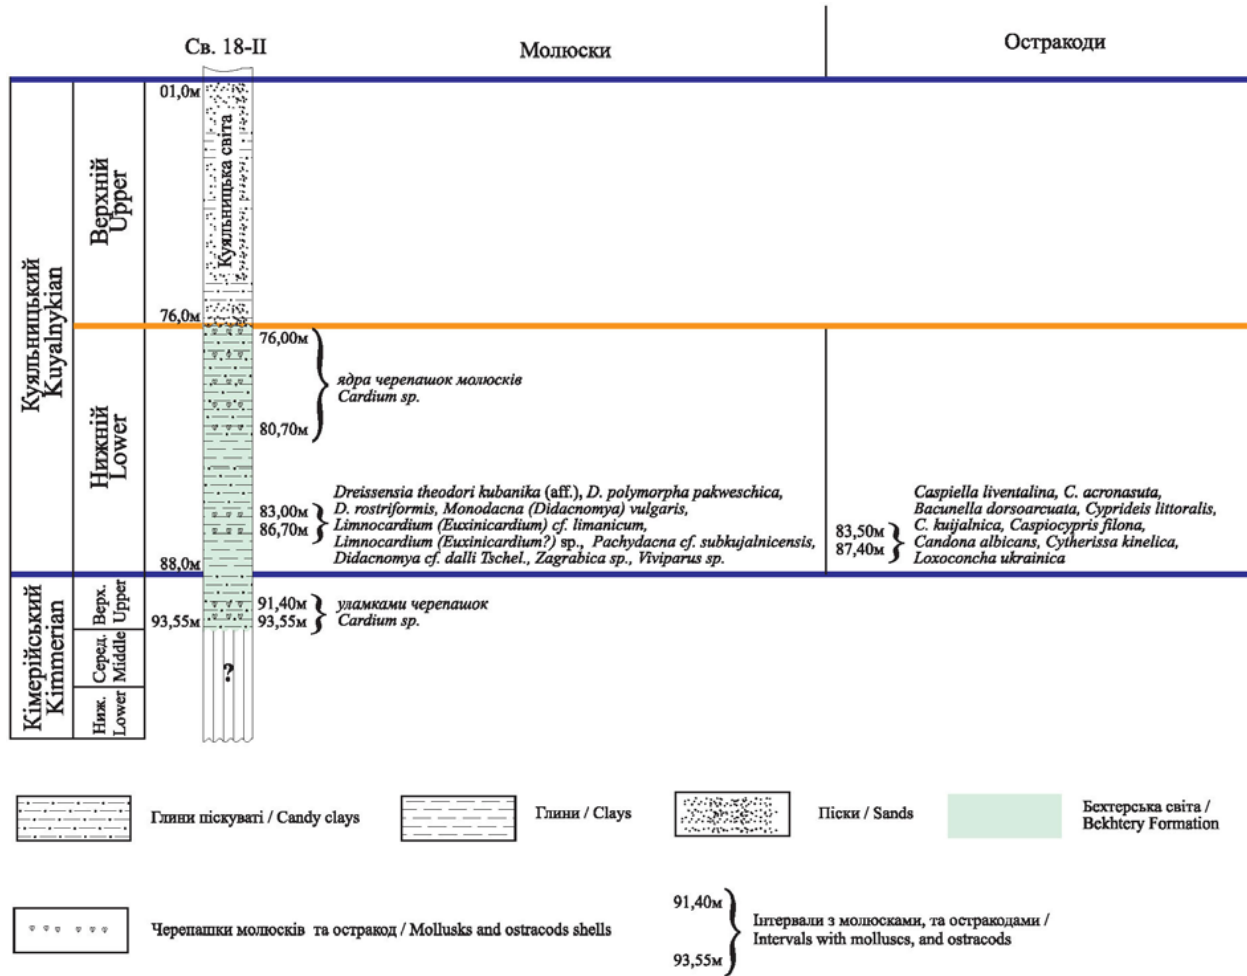 Св. 18-II
Молюски
Остракоди
01,0м
Куяльницька світа
Куяльницький
Kuyalnykian
Верхній
Upper
76,0м
76,00м
ядра черепашок молюсків
Cardium sp.
80,70м
Нижній
Lower
Dreissensia theodori kubanika (aff.), D. polymorpha pakweschica,
D. rostriformis, Monodacna (Didacnomya) vulgaris,
Limnocardium (Euxinicardium) cf. limanicum,
Limnocardium (Euxinicardium?) sp., Pachydacna cf. subkujalnicensis,
Didacnomya cf. dalli Tschel., Zagrabica sp., Viviparus sp.
83,00м
86,70м
Caspiella liventalina, C. acronasuta,
Bacunella dorsoarcuata, Cyprideis littoralis,
C. kuijalnica, Caspiocypris filona,
Candona albicans, Cytherissa kinelica,
Loxoconcha ukrainica
83,50м
87,40м
88,0м
Кімерійський
Kimmerian
Верх.
Upper
91,40м
93,55м
93,55м
уламками черепашок
Cardium sp.
Серед.
Middle
?
Ниж.
Lower
Глини піскуваті / Candy clays
Глини / Clays
Піски / Sands
Бехтерська світа /
Bekhtery Formation
Черепашки молюсків та остракод / Mollusks and ostracods shells
91,40м
93,55м
Інтервали з молюсками, та остракодами /
Intervals with molluscs, and ostracods